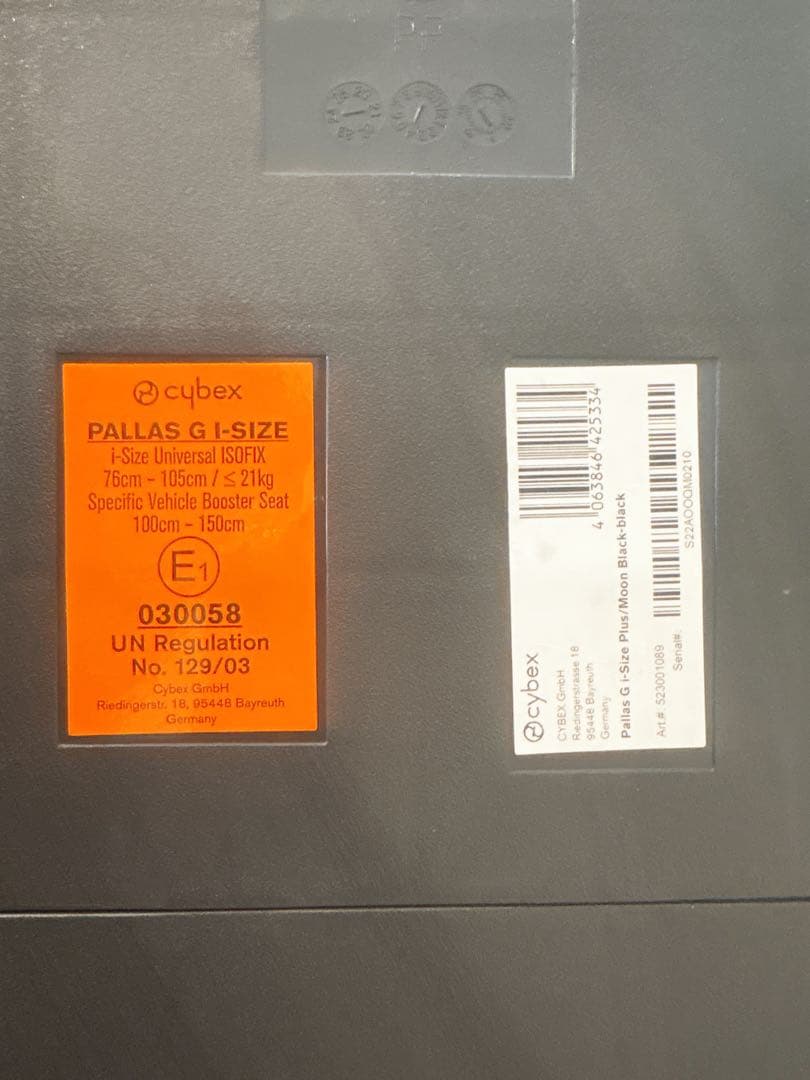 PP
cybex
PALLAS G I-SIZE
i-Size Universal ISOFIX
76cm - 105cm / ≤ 21kg
Specific Vehicle Booster Seat
100cm - 150cm
E1
030058
UN Regulation
No. 129/03
Cybex GmbH
Riedingerstr. 18, 95448 Bayreuth
Germany
cybex
CYBEX GmbH
Riedingerstrasse 18
95448 Bayreuth
Germany
4 063846 425334
Pallas G i-Size Plus/Moon Black-black
Art.#: 523001089
Serial#: